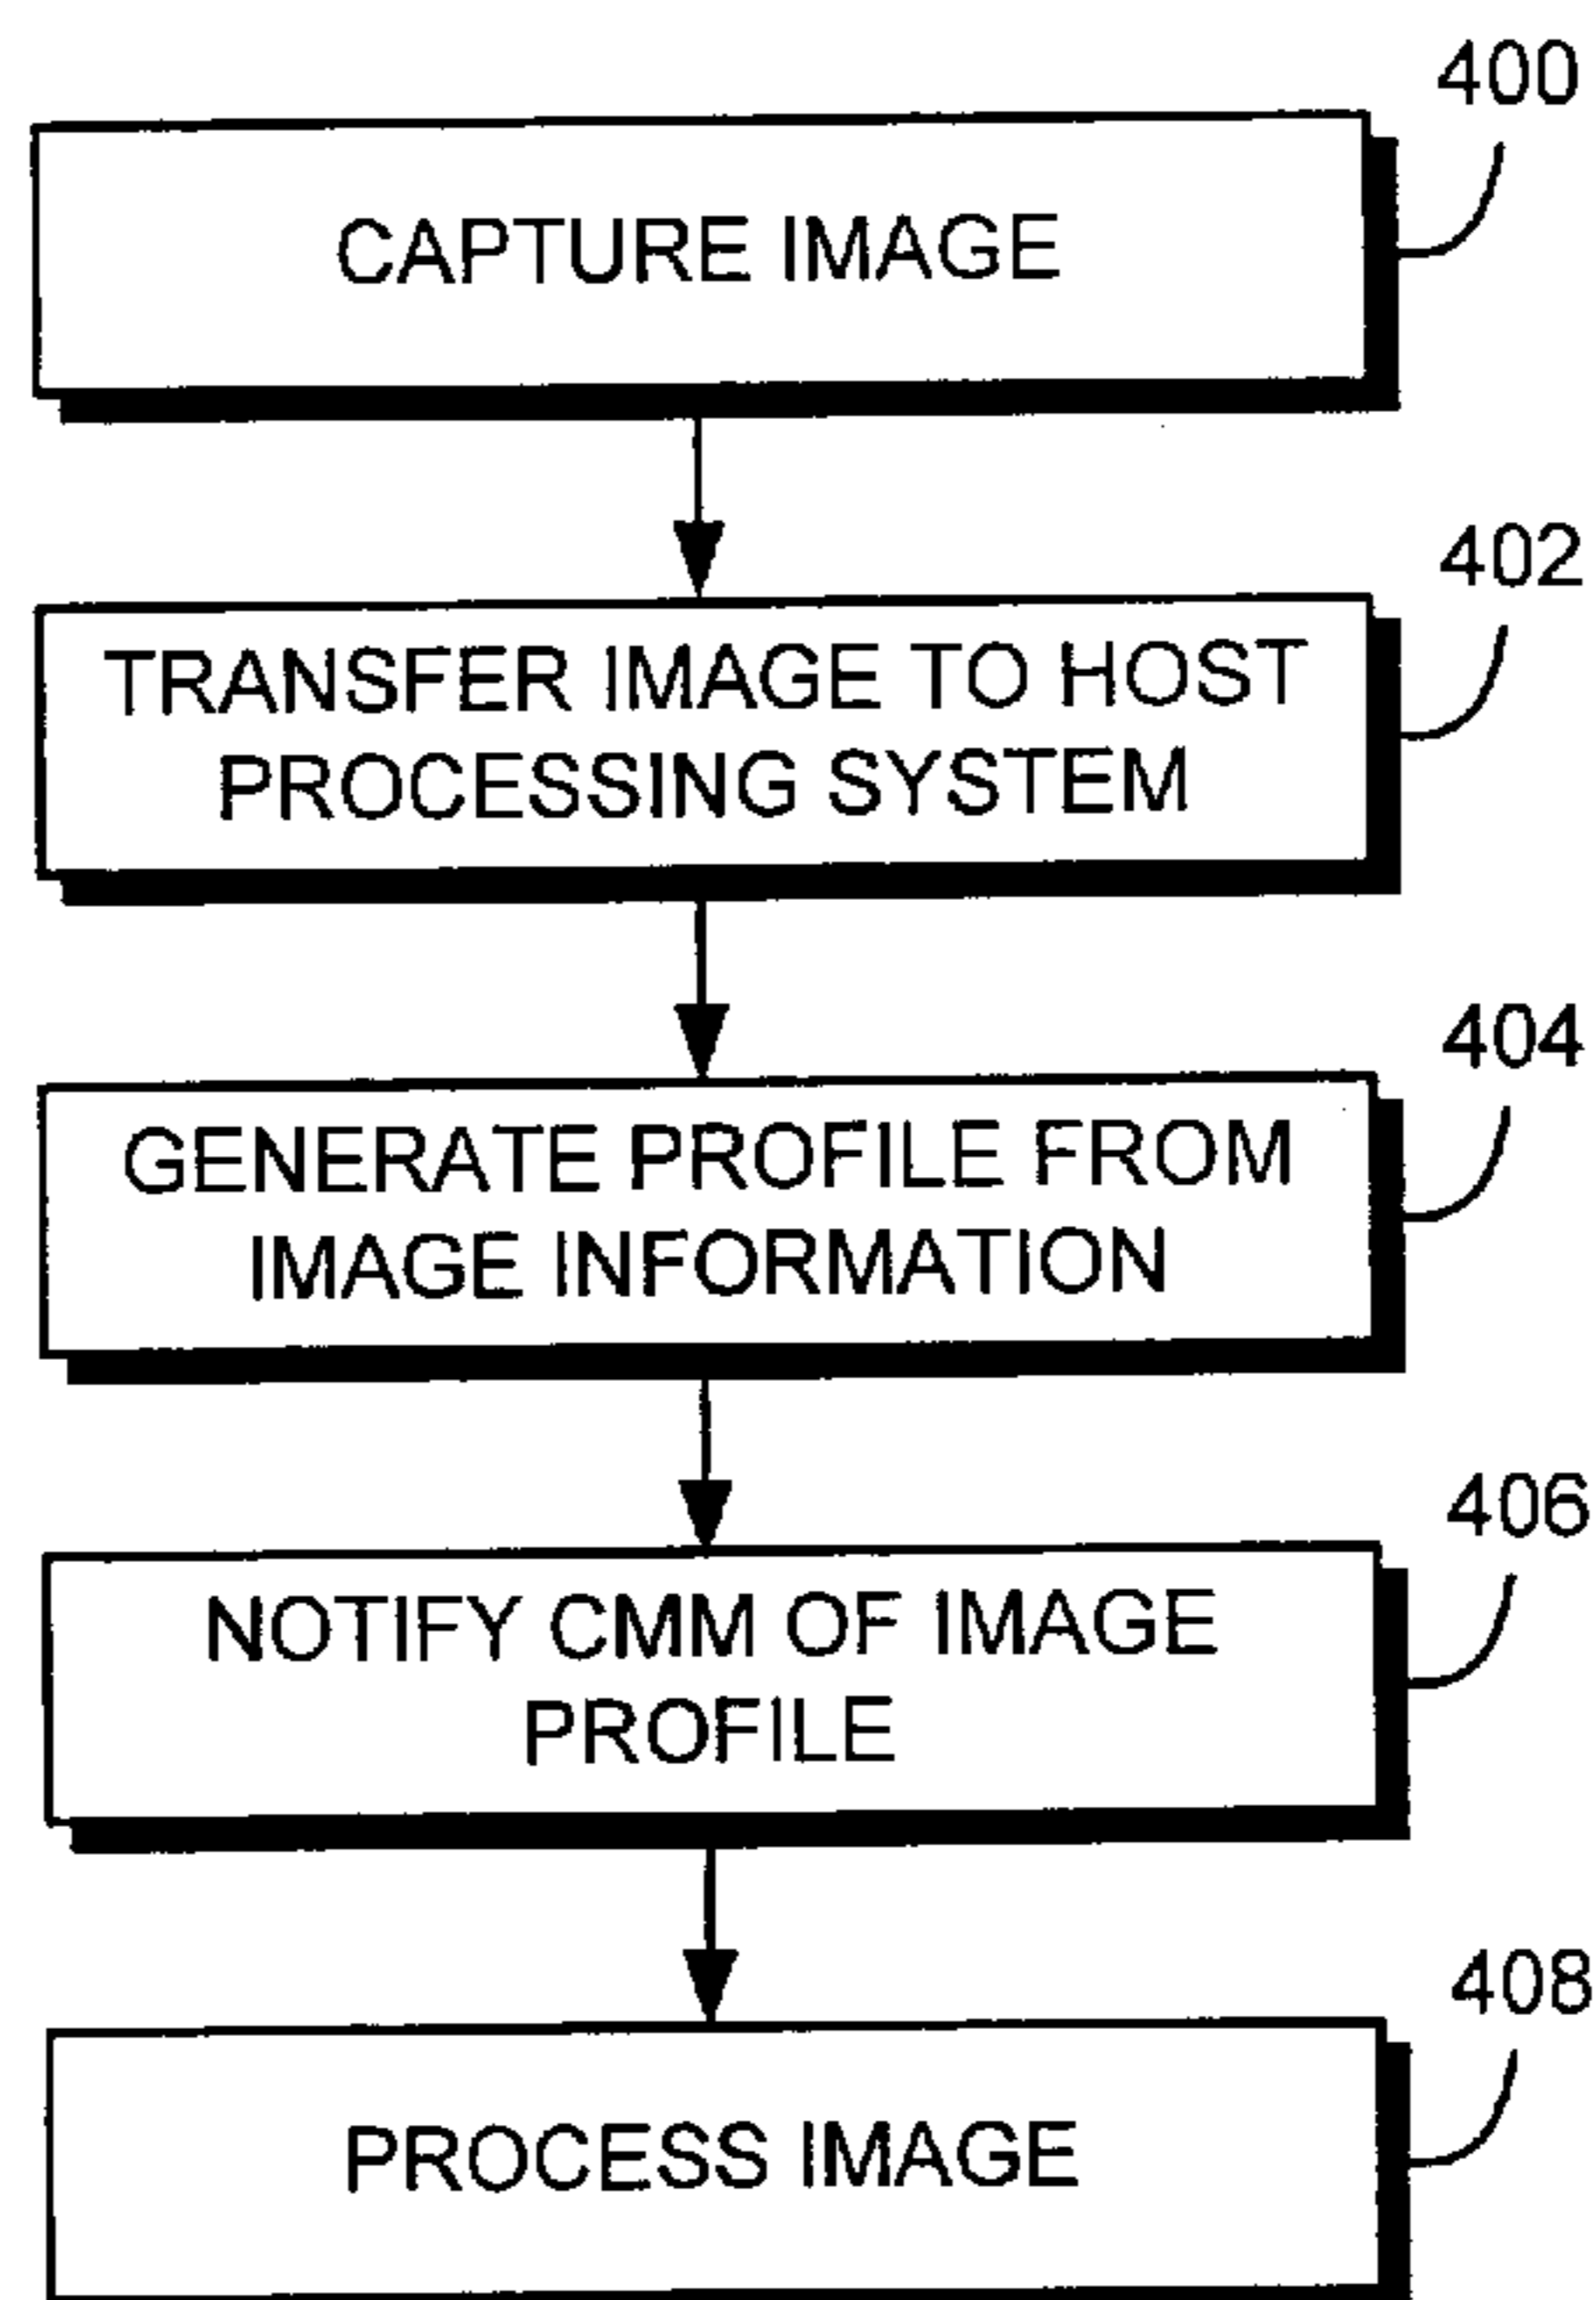 400
CAPTURE IMAGE
402
TRANSFER IMAGE TO HOST
PROCESSING SYSTEM
404
GENERATE PROFILE FROM
IMAGE INFORMATION
406
NOTIFY CMM OF IMAGE
PROFILE
408
PROCESS IMAGE